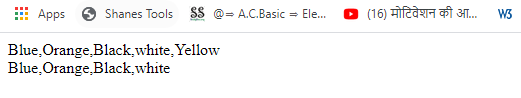 Apps Shanes Tools @⇒ A.C.Basic ⇒ Ele... (16) मोटिवेशन की आ...
Blue,Orange,Black,white,Yellow
Blue,Orange,Black,white